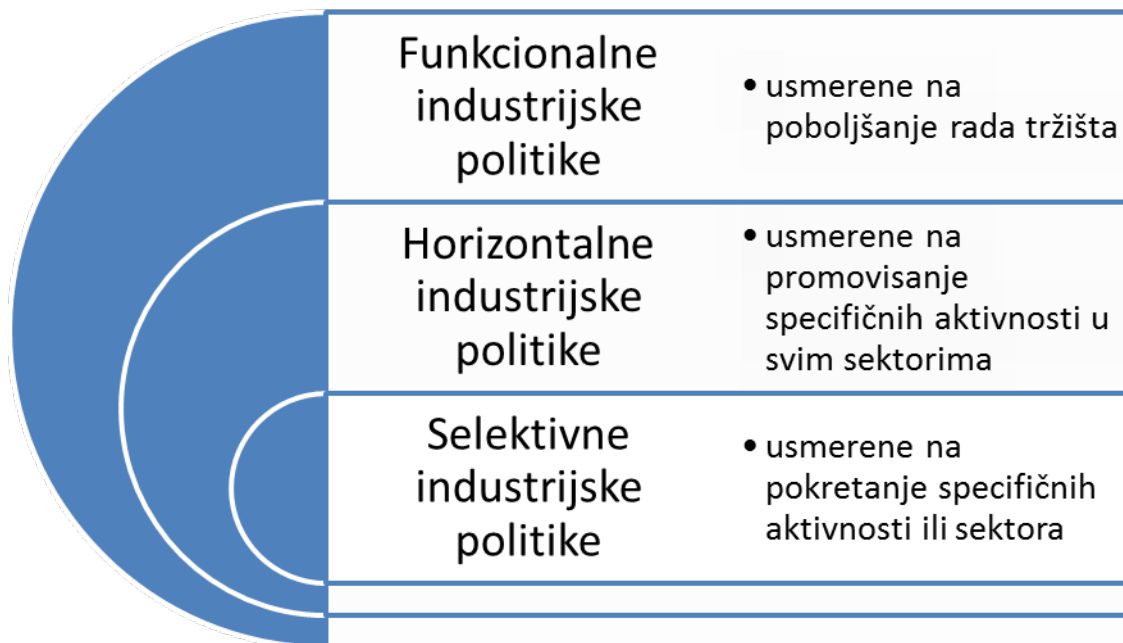 Funkcionalne
industrijske
politike
• usmerene na
poboljšanje rada tržišta
Horizontalne
industrijske
politike
• usmerene na
promovisanje
specifičnih aktivnosti u
svim sektorima
Selektivne
industrijske
politike
• usmerene na
pokretanje specifičnih
aktivnosti ili sektora